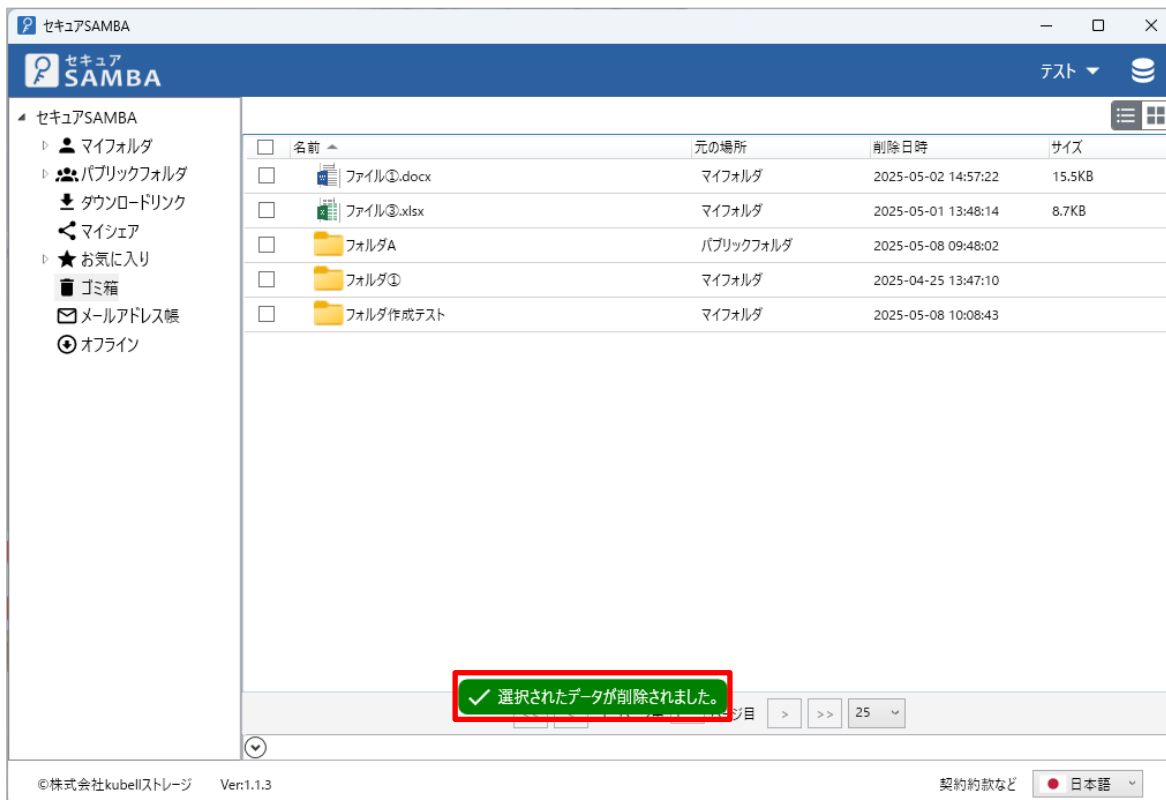 セキュアSAMBA
セキュア
SAMBA
テスト
セキュアSAMBA
マイフォルダ
パブリックフォルダ
ダウンロードリンク
マイシェア
お気に入り
ゴミ箱
メールアドレス帳
オフライン
名前 元の場所 削除日時 サイズ
ファイル①.docx マイフォルダ 2025-05-02 14:57:22 15.5KB
ファイル③.xlsx マイフォルダ 2025-05-01 13:48:14 8.7KB
フォルダA パブリックフォルダ 2025-05-08 09:48:02
フォルダ① マイフォルダ 2025-04-25 13:47:10
フォルダ作成テスト マイフォルダ 2025-05-08 10:08:43
選択されたデータが削除されました。
ジ目 > >> 25
©株式会社kubellストレージ Ver:1.1.3 契約約款など 日本語